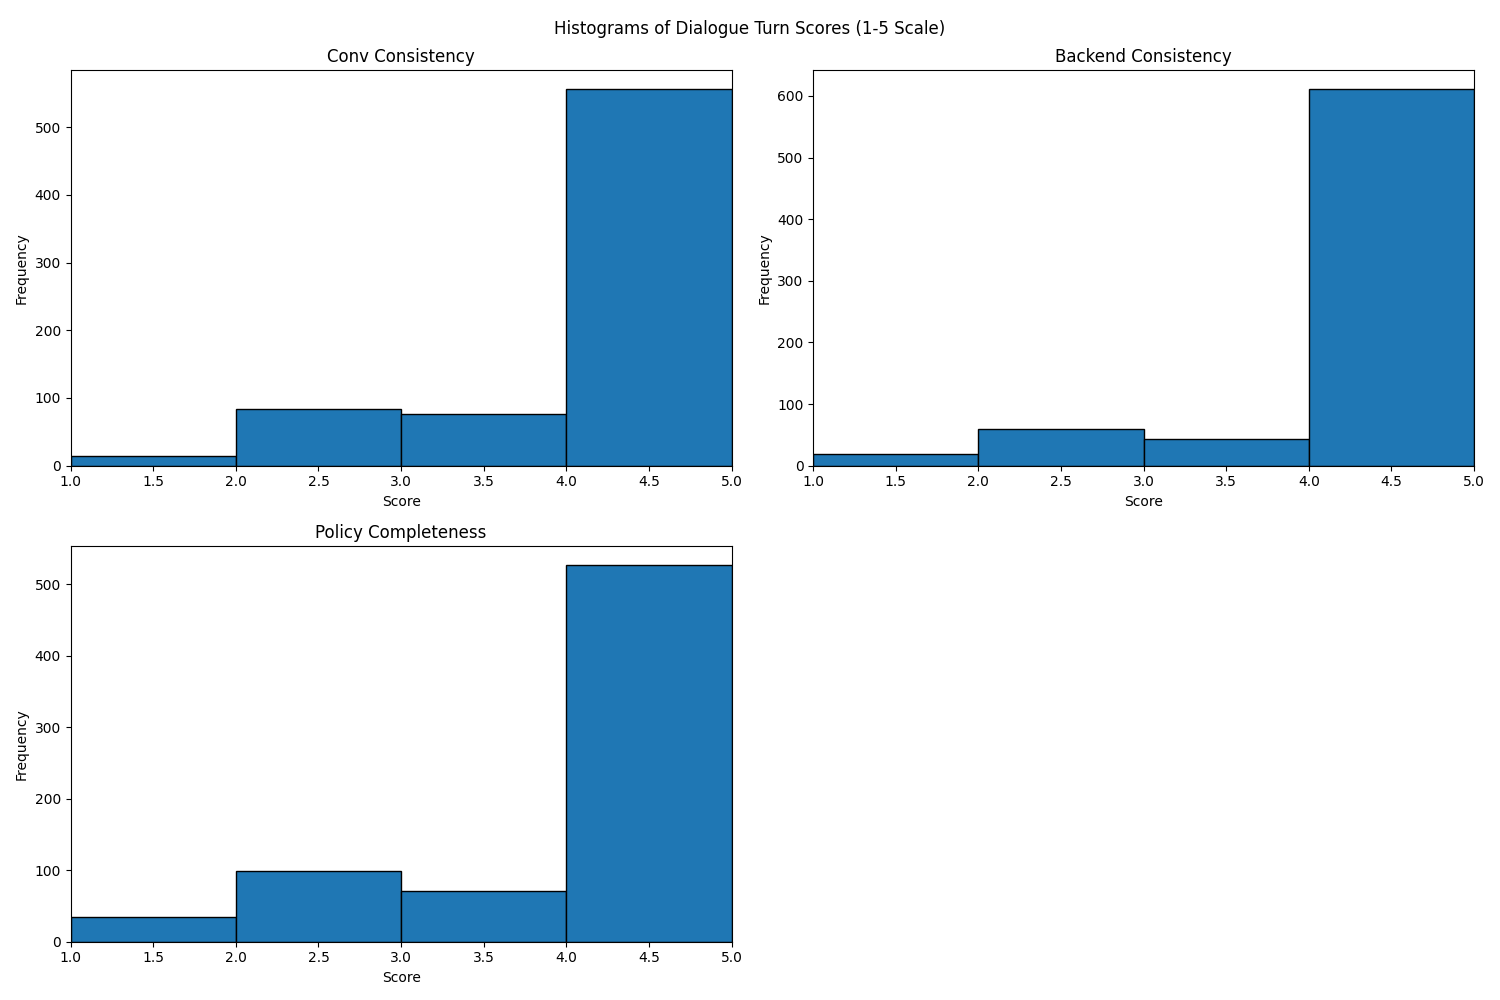 Histograms of Dialogue Turn Scores (1-5 Scale)
Conv Consistency
Frequency
500
400
300
200
100
0
1.0 1.5 2.0 2.5 3.0 3.5 4.0 4.5 5.0
Score
Backend Consistency
Frequency
600
500
400
300
200
100
0
1.0 1.5 2.0 2.5 3.0 3.5 4.0 4.5 5.0
Score
Policy Completeness
Frequency
500
400
300
200
100
0
1.0 1.5 2.0 2.5 3.0 3.5 4.0 4.5 5.0
Score